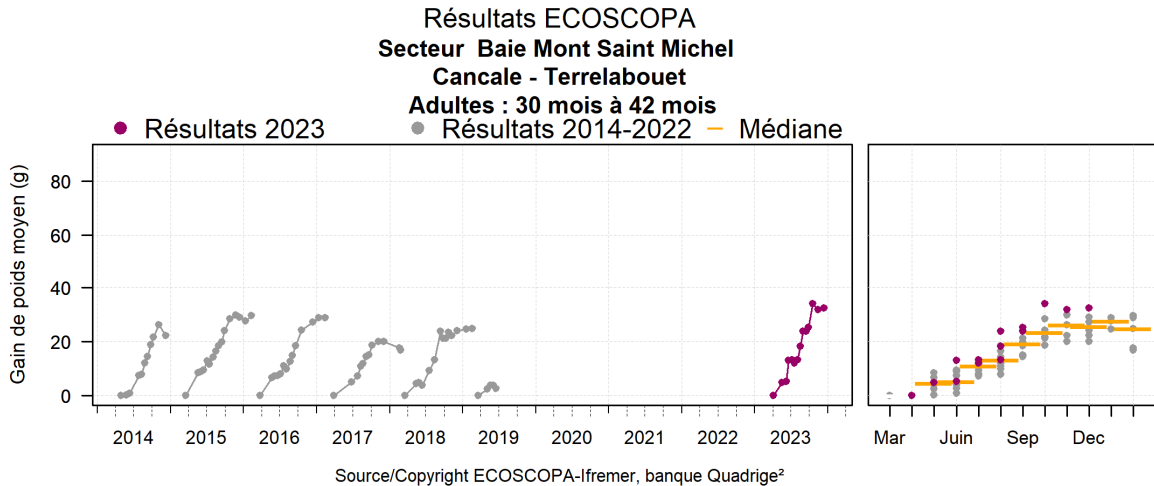 Résultats ECOSCOPA
Secteur Baie Mont Saint Michel
Cancale - Terrelabouet
Adultes : 30 mois à 42 mois
Résultats 2023 Résultats 2014-2022 Médiane
Gain de poids moyen (g)
80
60
40
20
0
2014 2015 2016 2017 2018 2019 2020 2021 2022 2023
Mar Juin Sep Dec
Source/Copyright ECOSCOPA-Ifremer, banque Quadrige²